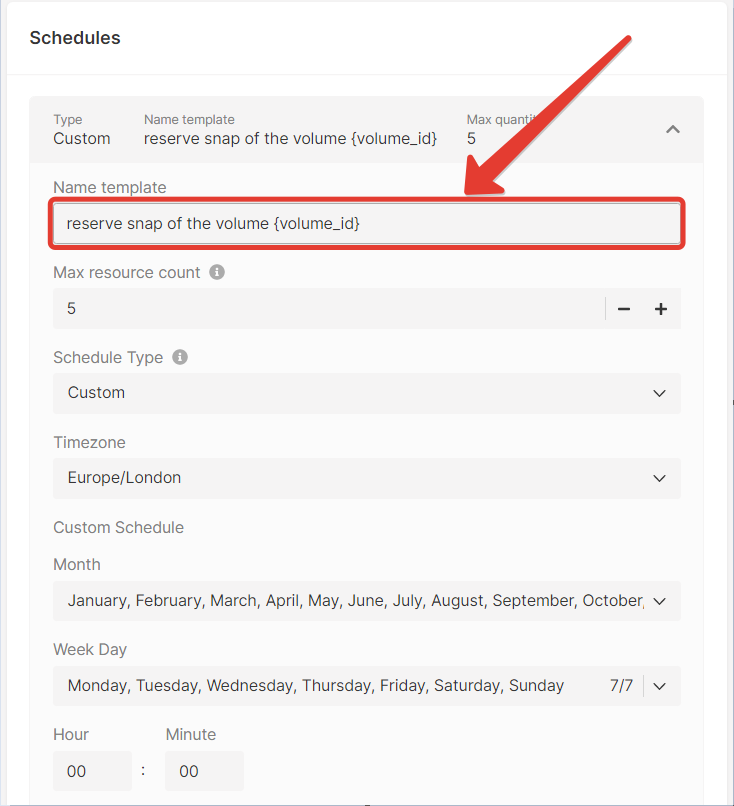 Schedules
Type Name template Max quantity
Custom reserve snap of the volume {volume_id} 5
Name template
reserve snap of the volume {volume_id}
Max resource count
5
Schedule Type
Custom
Timezone
Europe/London
Custom Schedule
Month
January, February, March, April, May, June, July, August, September, October,
Week Day
Monday, Tuesday, Wednesday, Thursday, Friday, Saturday, Sunday 7/7
Hour Minute
00 : 00